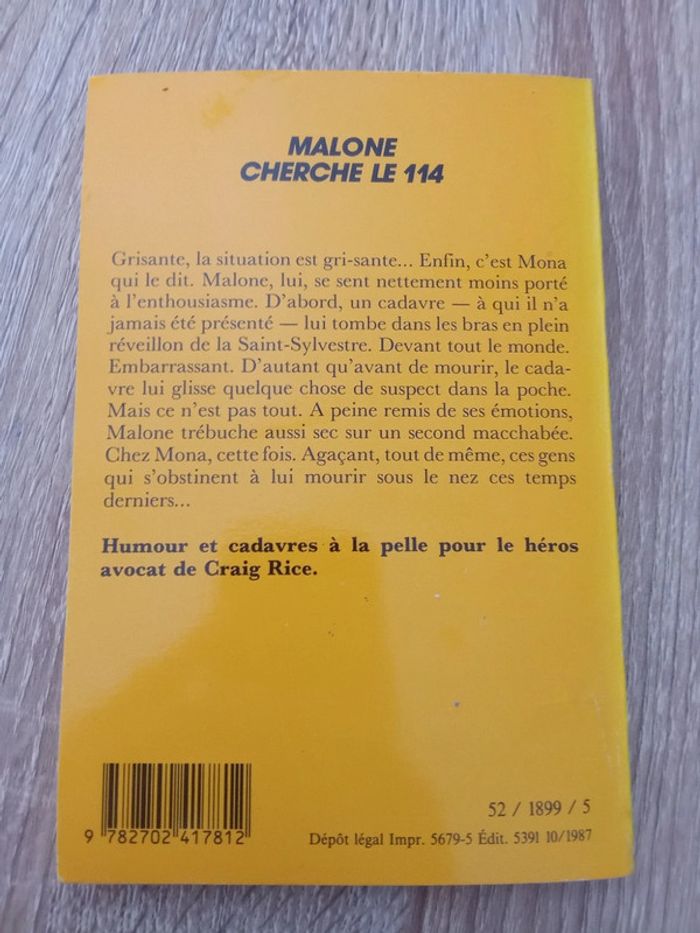 MALONE
CHERCHE LE 114
Grisante, la situation est gri-sante... Enfin, c'est Mona
qui le dit. Malone, lui, se sent nettement moins porté
à l'enthousiasme. D'abord, un cadavre — à qui il n'a
jamais été présenté — lui tombe dans les bras en plein
réveillon de la Saint-Sylvestre. Devant tout le monde.
Embarrassant. D'autant qu'avant de mourir, le cada-
vre lui glisse quelque chose de suspect dans la poche.
Mais ce n'est pas tout. A peine remis de ses émotions,
Malone trébuche aussi sec sur un second macchabée.
Chez Mona, cette fois. Agaçant, tout de même, ces gens
qui s'obstinent à lui mourir sous le nez ces temps
derniers...
Humour et cadavres à la pelle pour le héros
avocat de Craig Rice.
52 / 1899 / 5
9 782702 417812
Dépôt légal Impr. 5679-5 Édit. 5391 10/1987